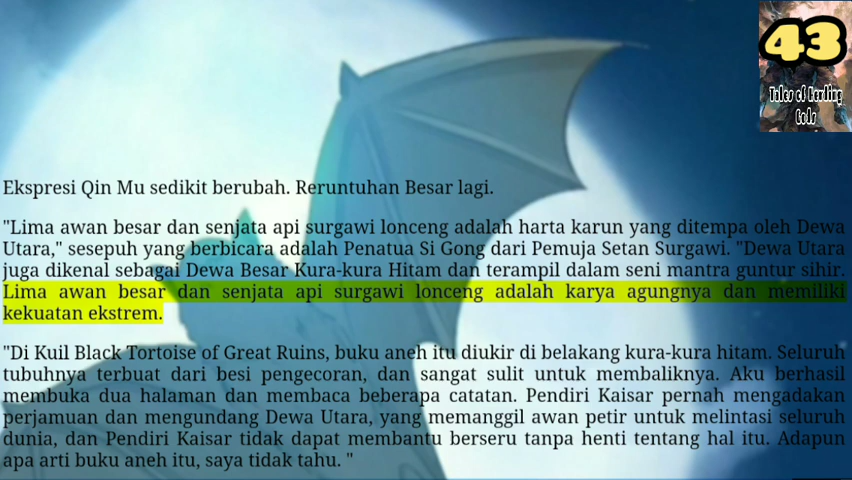 43
Tales of Herding
Gods
Ekspresi Qin Mu sedikit berubah. Reruntuhan Besar lagi.
"Lima awan besar dan senjata api surgawi lonceng adalah harta karun yang ditempa oleh Dewa
Utara," sesepuh yang berbicara adalah Penatua Si Gong dari Pemuja Setan Surgawi. "Dewa Utara
juga dikenal sebagai Dewa Besar Kura-kura Hitam dan terampil dalam seni mantra guntur sihir.
Lima awan besar dan senjata api surgawi lonceng adalah karya agungnya dan memiliki
kekuatan ekstrem.
"Di Kuil Black Tortoise of Great Ruins, buku aneh itu diukir di belakang kura-kura hitam. Seluruh
tubuhnya terbuat dari besi pengecoran, dan sangat sulit untuk membaliknya. Aku berhasil
membuka dua halaman dan membaca beberapa catatan. Pendiri Kaisar pernah mengadakan
perjamuan dan mengundang Dewa Utara, yang memanggil awan petir untuk melintasi seluruh
dunia, dan Pendiri Kaisar tidak dapat membantu berseru tanpa henti tentang hal itu. Adapun
apa arti buku aneh itu, saya tidak tahu. "